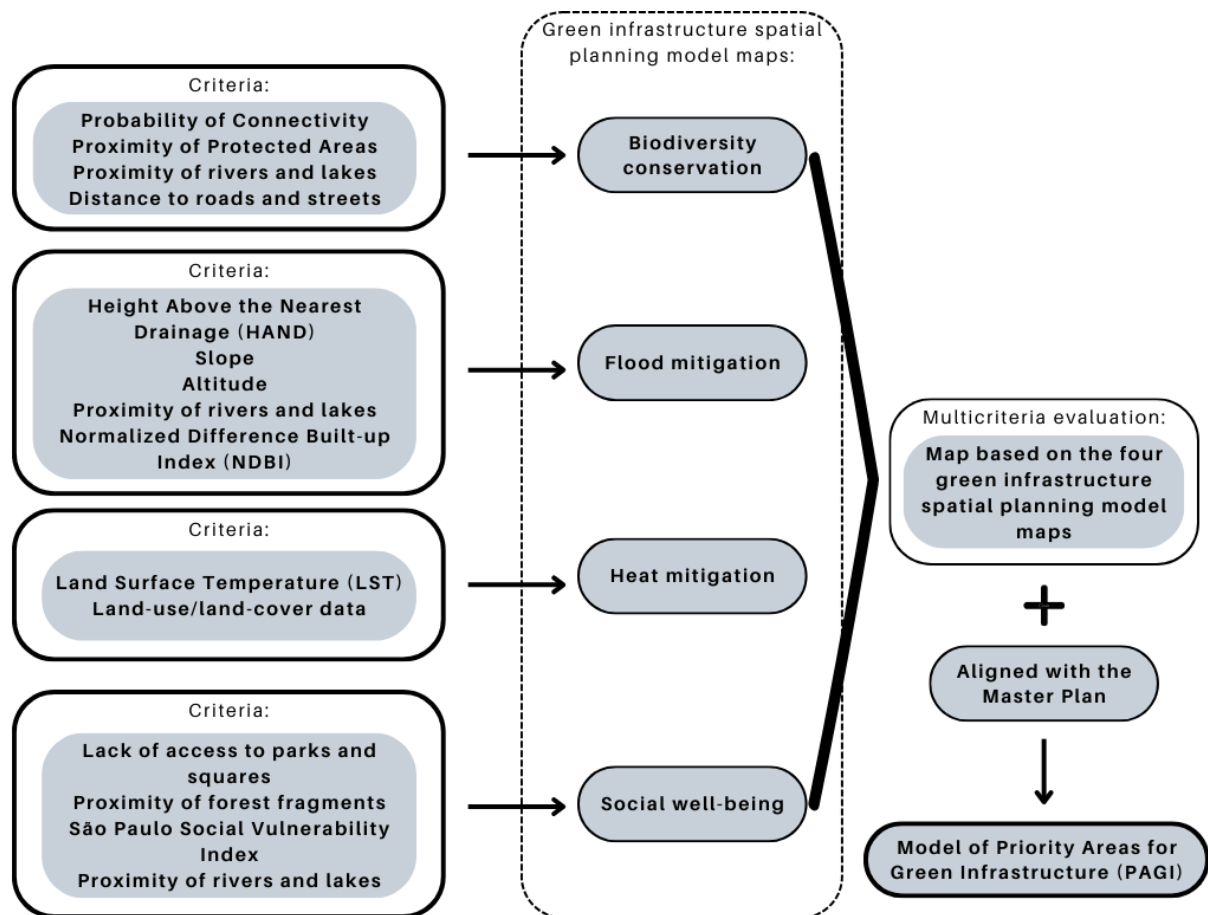 Green infrastructure spatial
planning model maps:
Criteria:
Probability of Connectivity
Proximity of Protected Areas
Proximity of rivers and lakes
Distance to roads and streets
Biodiversity
conservation
Criteria:
Height Above the Nearest
Drainage (HAND)
Slope
Altitude
Proximity of rivers and lakes
Normalized Difference Built-up
Index (NDBI)
Flood mitigation
Criteria:
Land Surface Temperature (LST)
Land-use/land-cover data
Heat mitigation
Criteria:
Lack of access to parks and
squares
Proximity of forest fragments
São Paulo Social Vulnerability
Index
Proximity of rivers and lakes
Social well-being
Multicriteria evaluation:
Map based on the four
green infrastructure
spatial planning model
maps
+
Aligned with the
Master Plan
Model of Priority Areas for
Green Infrastructure (PAGI)